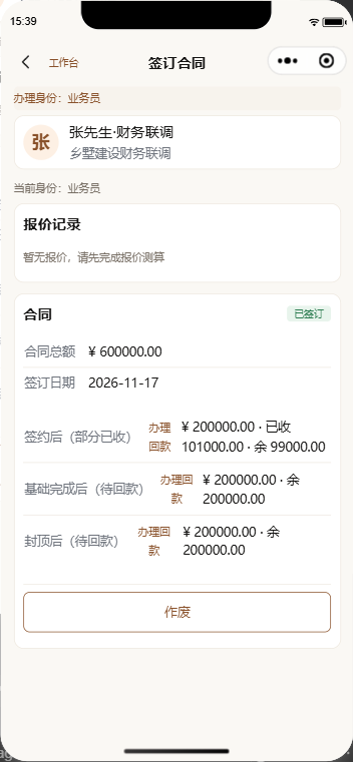 15:39
工作台
签订合同
办理身份：业务员
张
张先生·财务联调
乡墅建设财务联调
当前身份：业务员
报价记录
暂无报价，请先完成报价测算
合同
已签订
合同总额
¥ 600000.00
签订日期
2026-11-17
签约后（部分已收）
办理
回款
¥ 200000.00 · 已收
101000.00 · 余 99000.00
基础完成后（待回款）
办理回
款
¥ 200000.00 · 余
200000.00
封顶后（待回款）
办理回
款
¥ 200000.00 · 余
200000.00
作废